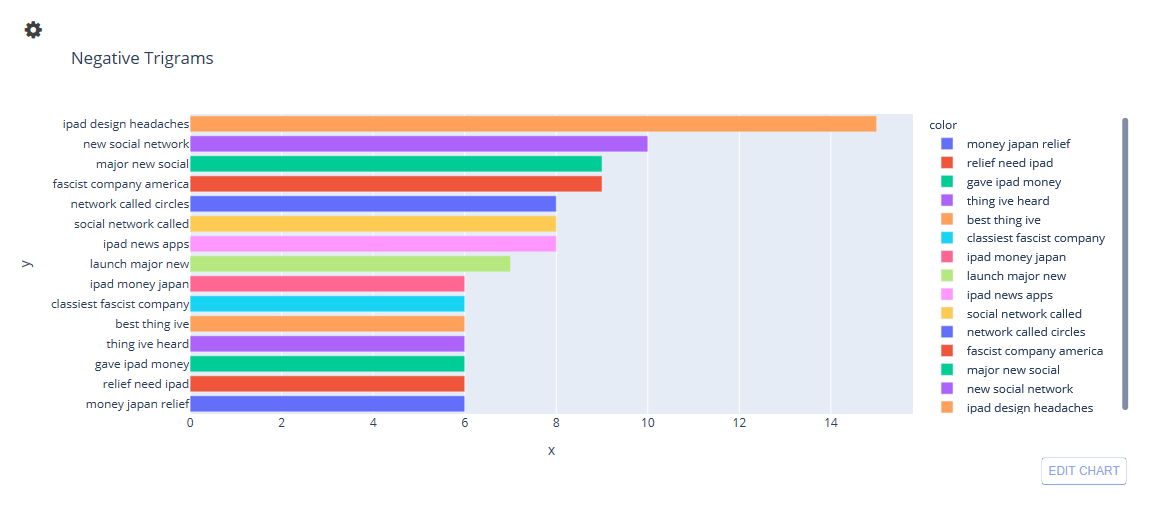 Negative Trigrams
y
ipad design headaches
new social network
major new social
fascist company america
network called circles
social network called
ipad news apps
launch major new
ipad money japan
classiest fascist company
best thing ive
thing ive heard
gave ipad money
relief need ipad
money japan relief
0 2 4 6 8 10 12 14
x
color
money japan relief
relief need ipad
gave ipad money
thing ive heard
best thing ive
classiest fascist company
ipad money japan
launch major new
ipad news apps
social network called
network called circles
fascist company america
major new social
new social network
ipad design headaches
EDIT CHART